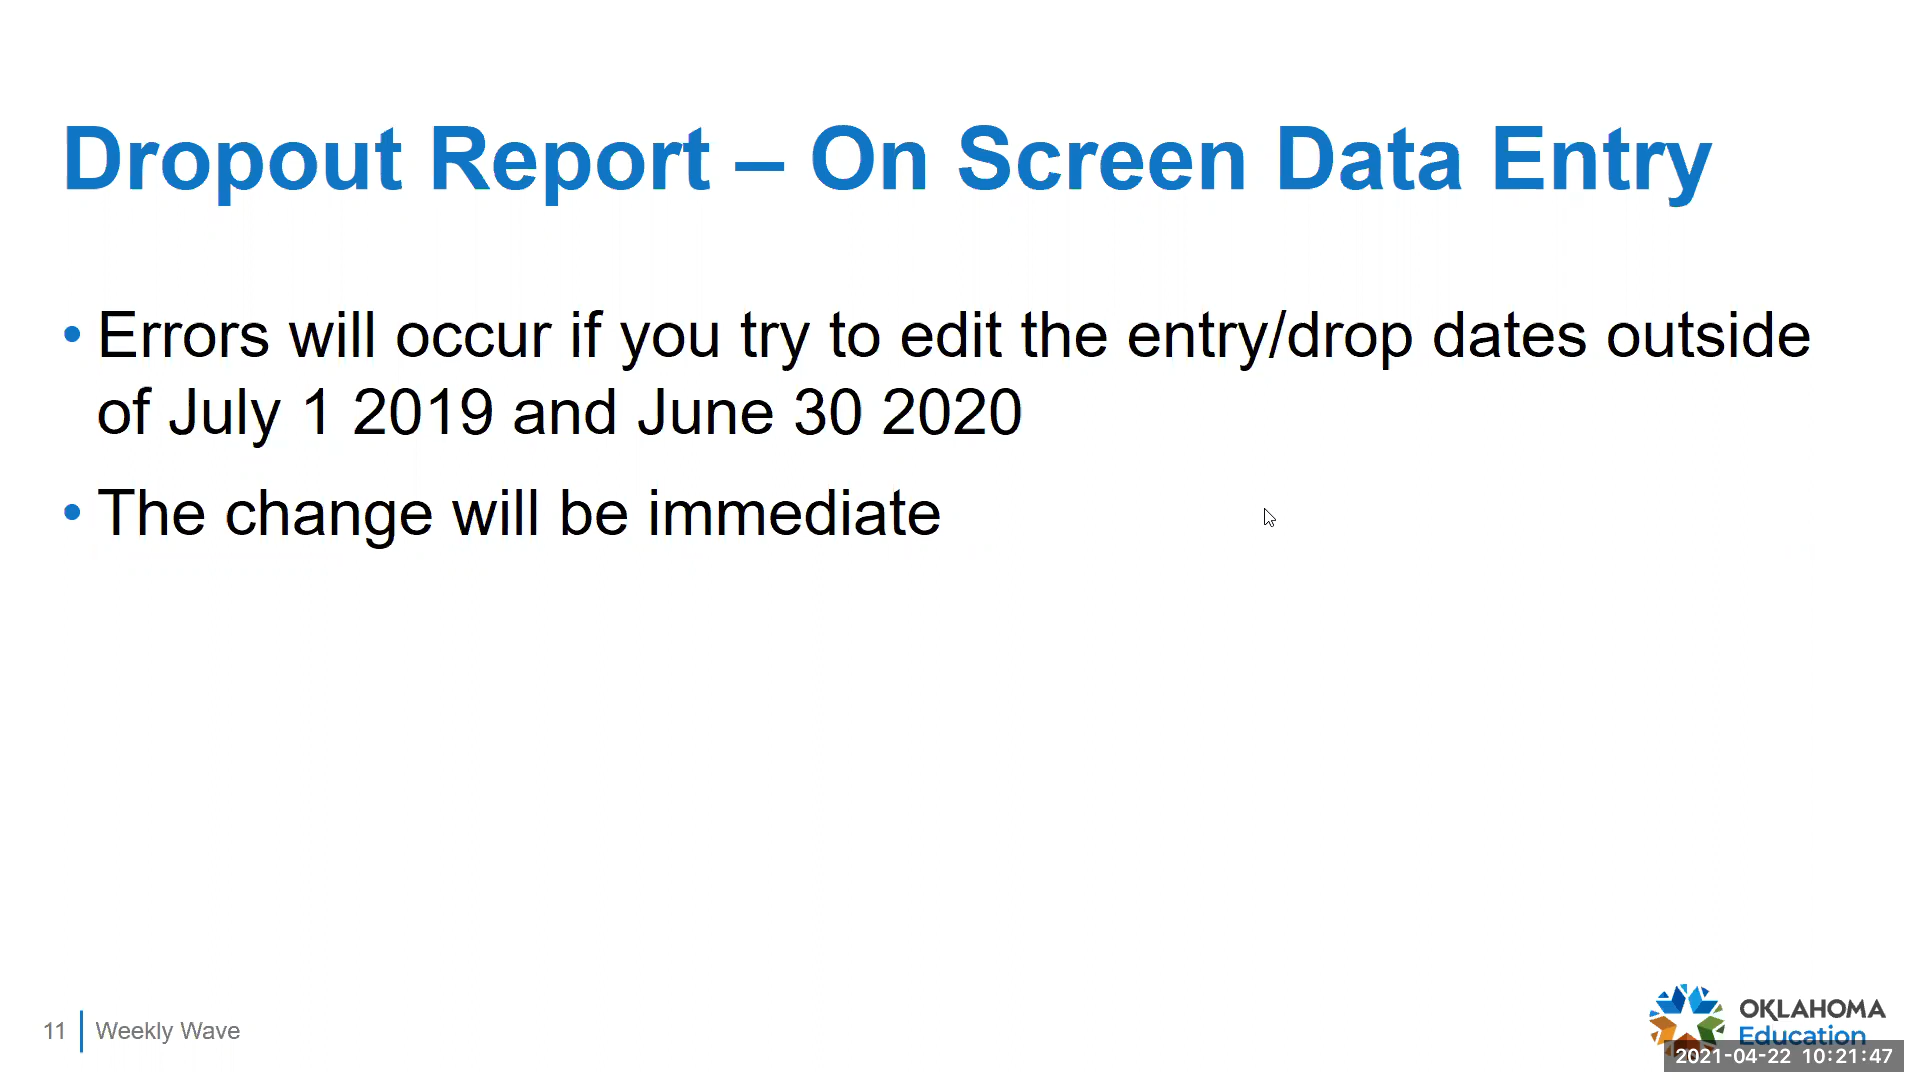 Dropout Report – On Screen Data Entry
• Errors will occur if you try to edit the entry/drop dates outside
of July 1 2019 and June 30 2020
• The change will be immediate
11 Weekly Wave
OKLAHOMA
Education
2021-04-22 10:21:47